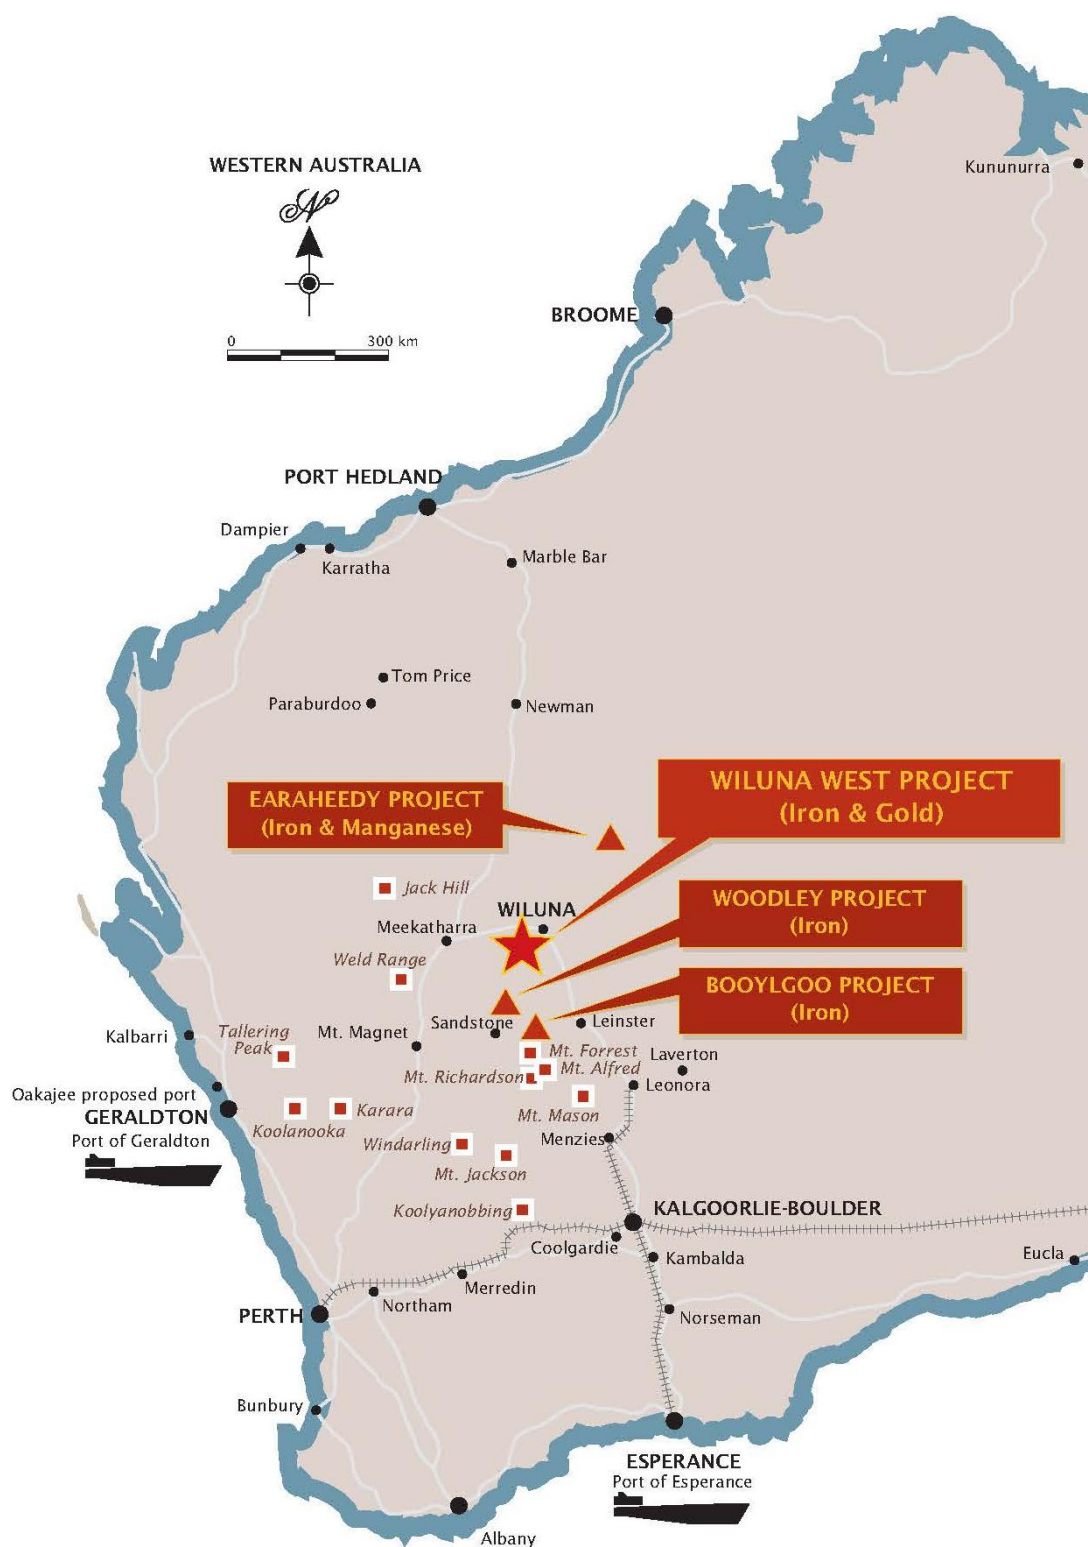 WESTERN AUSTRALIA
N
0 300 km
Kununurra
BROOME
PORT HEDLAND
Dampier
Karratha
Marble Bar
Tom Price
Paraburdoo
Newman
EARAHEEDY PROJECT
(Iron & Manganese)
WILUNA WEST PROJECT
(Iron & Gold)
Jack Hill
WILUNA
WOODLEY PROJECT
(Iron)
Meekatharra
Weld Range
BOOYLGOO PROJECT
(Iron)
Kalbarri
Tallering
Peak
Mt. Magnet
Sandstone
Leinster
Mt. Forrest
Laverton
Mt. Alfred
Mt. Richardson
Leonora
Oakajee proposed port
GERALDTON
Port of Geraldton
Koolanooka
Karara
Mt. Mason
Windarling
Menzies
Mt. Jackson
Koolyanobbing
KALGOORLIE-BOULDER
Coolgardie
Kambalda
Eucla
Merredin
Northam
PERTH
Norseman
Bunbury
ESPERANCE
Port of Esperance
Albany